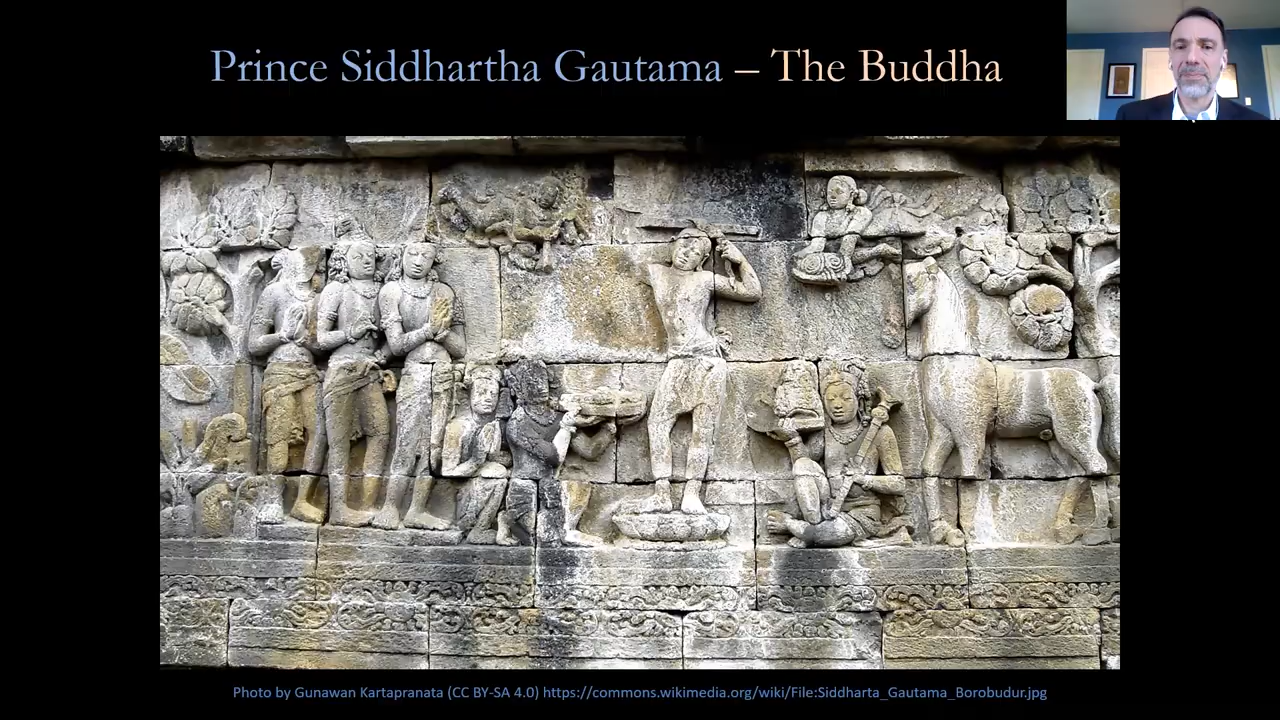 Prince Siddhartha Gautama – The Buddha
Photo by Gunawan Kartapranata (CC BY-SA 4.0) https://commons.wikimedia.org/wiki/File:Siddharta_Gautama_Borobudur.jpg